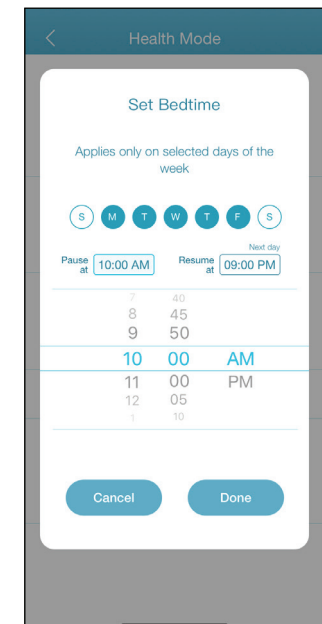 Health Mode
Set Bedtime
Applies only on selected days of the
week
S M T W T F S
Next day
Pause at 10:00 AM Resume at 09:00 PM
7 40
8 45
9 50
10 00 AM
11 00 PM
12 05
1 10
Cancel Done